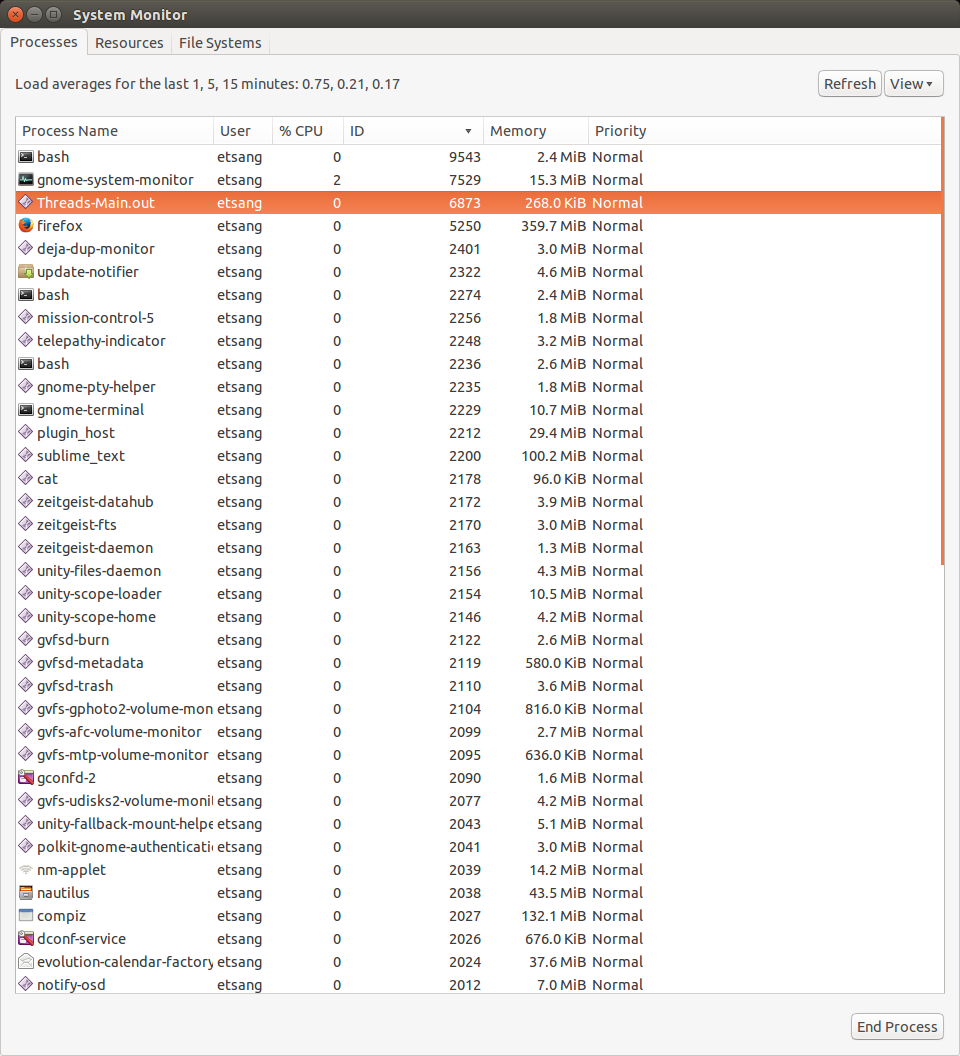 System Monitor
Processes Resources File Systems
Load averages for the last 1, 5, 15 minutes: 0.75, 0.21, 0.17 Refresh View
Process Name User % CPU ID Memory Priority
bash etsang 0 9543 2.4 MiB Normal
gnome-system-monitor etsang 2 7529 15.3 MiB Normal
Threads-Main.out etsang 0 6873 268.0 KiB Normal
firefox etsang 0 5250 359.7 MiB Normal
deja-dup-monitor etsang 0 2401 3.0 MiB Normal
update-notifier etsang 0 2322 4.6 MiB Normal
bash etsang 0 2274 2.4 MiB Normal
mission-control-5 etsang 0 2256 1.8 MiB Normal
telepathy-indicator etsang 0 2248 3.2 MiB Normal
bash etsang 0 2236 2.6 MiB Normal
gnome-pty-helper etsang 0 2235 1.8 MiB Normal
gnome-terminal etsang 0 2229 10.7 MiB Normal
plugin_host etsang 0 2212 29.4 MiB Normal
sublime_text etsang 0 2200 100.2 MiB Normal
cat etsang 0 2178 96.0 KiB Normal
zeitgeist-datahub etsang 0 2172 3.9 MiB Normal
zeitgeist-fts etsang 0 2170 3.0 MiB Normal
zeitgeist-daemon etsang 0 2163 1.3 MiB Normal
unity-files-daemon etsang 0 2156 4.3 MiB Normal
unity-scope-loader etsang 0 2154 10.5 MiB Normal
unity-scope-home etsang 0 2146 4.2 MiB Normal
gvfsd-burn etsang 0 2122 2.6 MiB Normal
gvfsd-metadata etsang 0 2119 580.0 KiB Normal
gvfsd-trash etsang 0 2110 3.6 MiB Normal
gvfs-gphoto2-volume-mon etsang 0 2104 816.0 KiB Normal
gvfs-afc-volume-monitor etsang 0 2099 2.7 MiB Normal
gvfs-mtp-volume-monitor etsang 0 2095 636.0 KiB Normal
gconfd-2 etsang 0 2090 1.6 MiB Normal
gvfs-udisks2-volume-moni etsang 0 2077 4.2 MiB Normal
unity-fallback-mount-helpe etsang 0 2043 5.1 MiB Normal
polkit-gnome-authenticati etsang 0 2041 3.0 MiB Normal
nm-applet etsang 0 2039 14.2 MiB Normal
nautilus etsang 0 2038 43.5 MiB Normal
compiz etsang 0 2027 132.1 MiB Normal
dconf-service etsang 0 2026 676.0 KiB Normal
evolution-calendar-factory etsang 0 2024 37.6 MiB Normal
notify-osd etsang 0 2012 7.0 MiB Normal
End Process